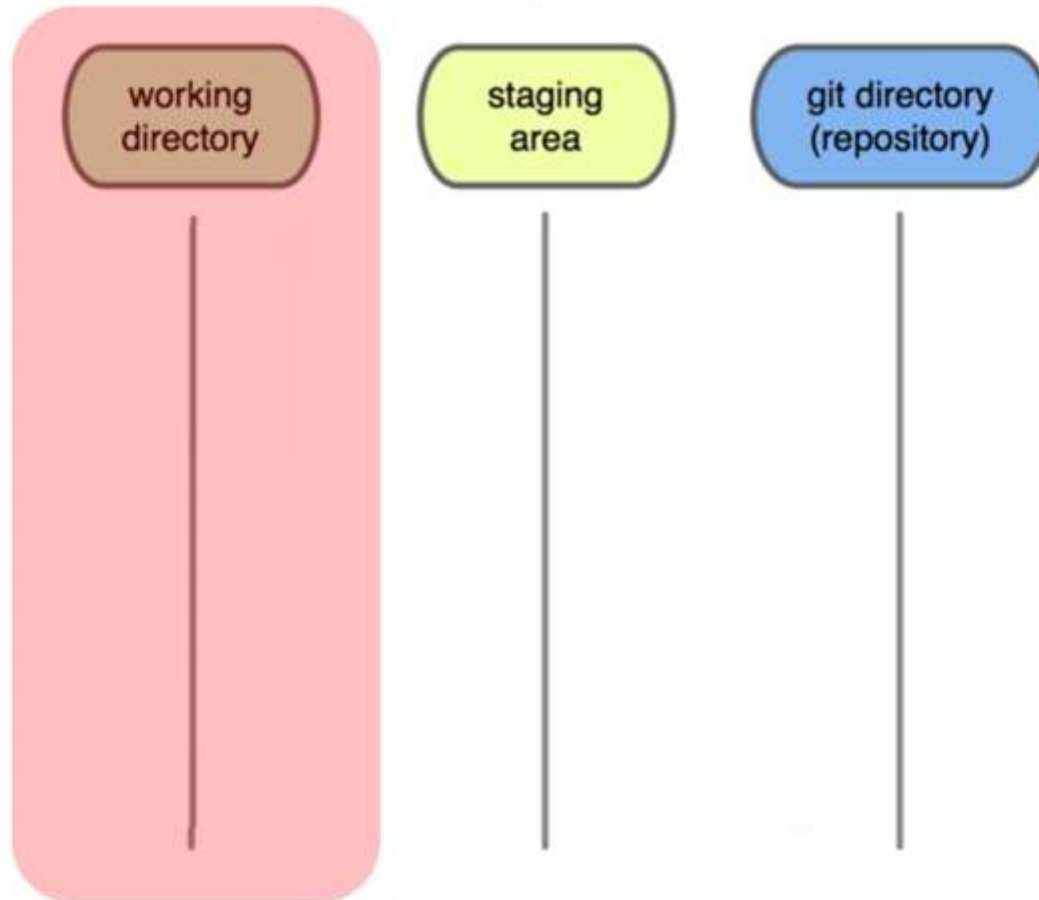 working
directory
staging
area
git directory
(repository)